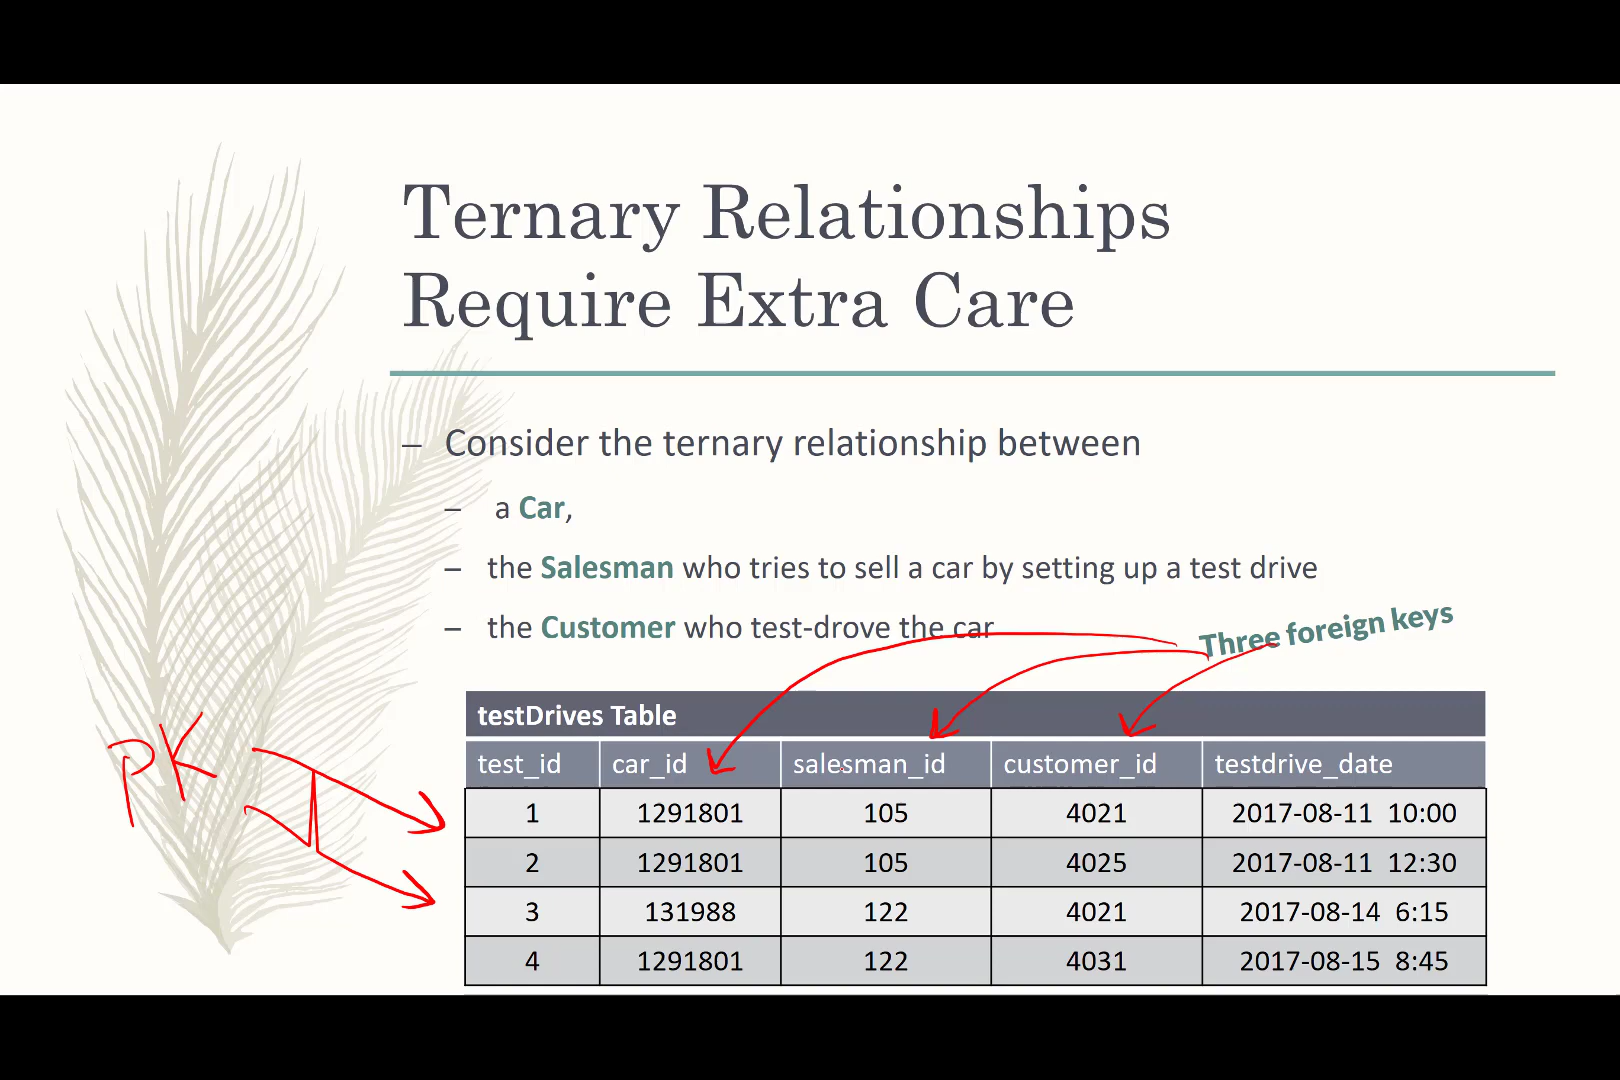 Ternary Relationships
Require Extra Care
– Consider the ternary relationship between
– a Car,
– the Salesman who tries to sell a car by setting up a test drive
– the Customer who test-drove the car
Three foreign keys
PK
testDrives Table
test_id car_id salesman_id customer_id testdrive_date
1 1291801 105 4021 2017-08-11 10:00
2 1291801 105 4025 2017-08-11 12:30
3 131988 122 4021 2017-08-14 6:15
4 1291801 122 4031 2017-08-15 8:45